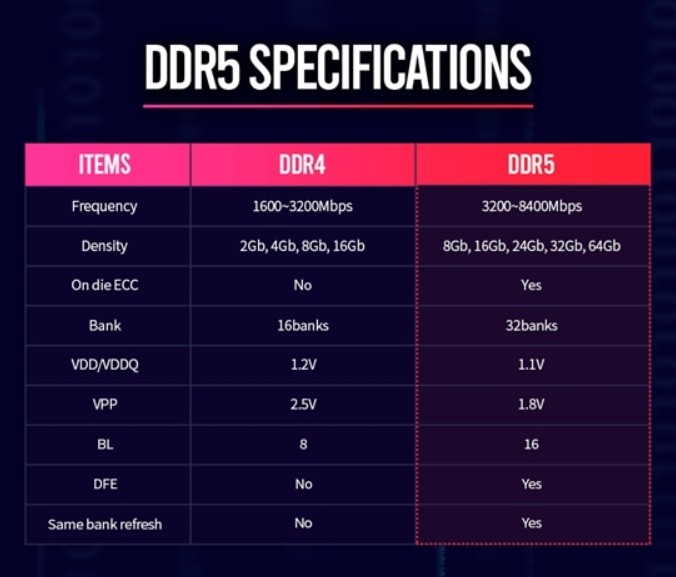 DDR5 SPECIFICATIONS
ITEMS DDR4 DDR5
Frequency 1600~3200Mbps 3200~8400Mbps
Density 2Gb, 4Gb, 8Gb, 16Gb 8Gb, 16Gb, 24Gb, 32Gb, 64Gb
On die ECC No Yes
Bank 16banks 32banks
VDD/VDDQ 1.2V 1.1V
VPP 2.5V 1.8V
BL 8 16
DFE No Yes
Same bank refresh No Yes